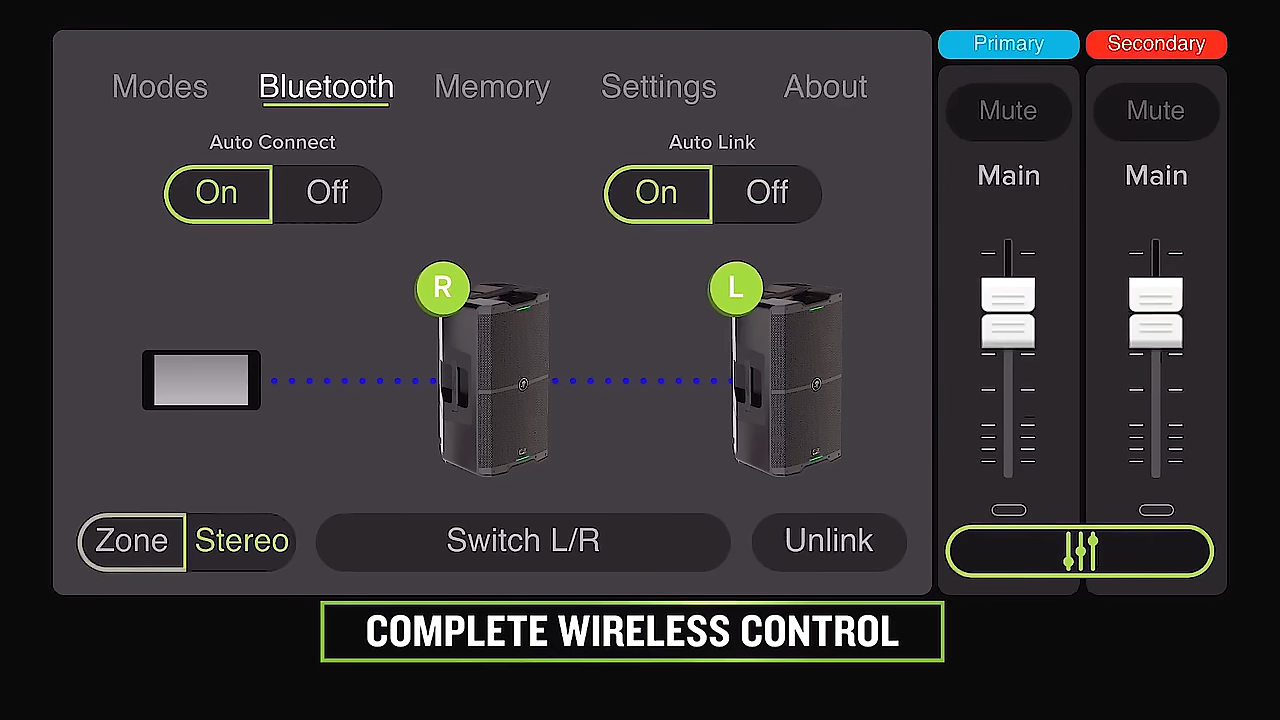 Primary
Secondary
Modes
Bluetooth
Memory
Settings
About
Mute
Mute
Auto Connect
Auto Link
Main
Main
On
Off
On
Off
R
L
Zone
Stereo
Switch L/R
Unlink
COMPLETE WIRELESS CONTROL